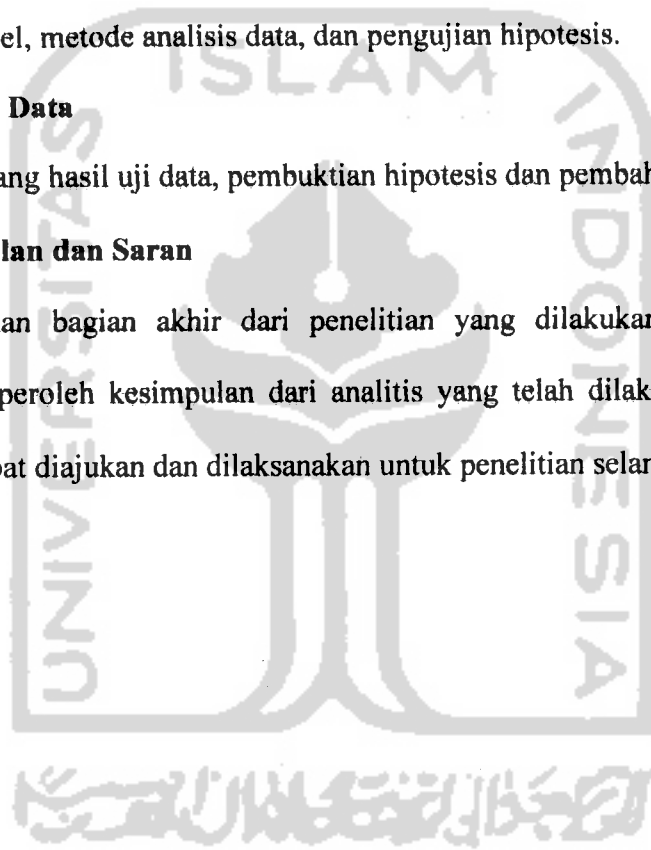 el, metode analisis data, dan pengujian hipotesis.
ISLAM
Data
ang hasil uji data, pembuktian hipotesis dan pembah
lan dan Saran
an bagian akhir dari penelitian yang dilakukan
peroleh kesimpulan dari analitis yang telah dilak
pat diajukan dan dilaksanakan untuk penelitian selan
UNIVERSITAS
INDONESIA